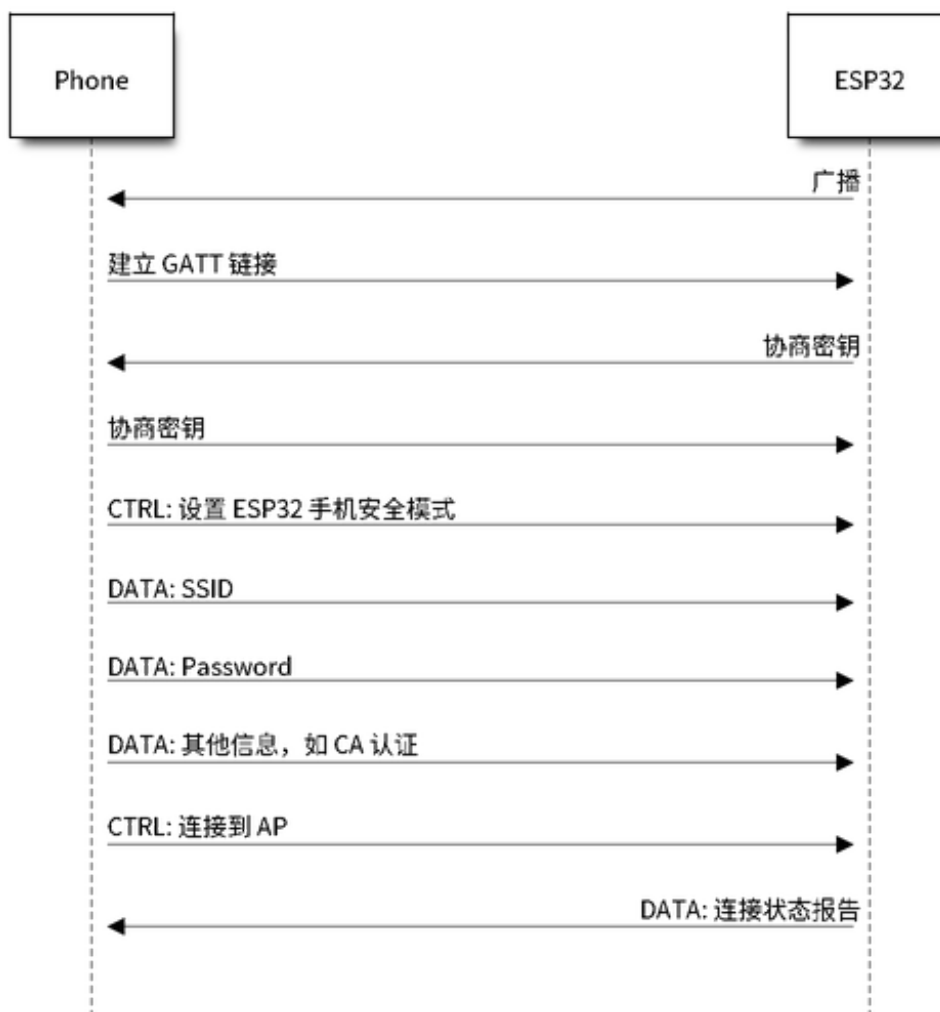 Phone
ESP32
广播
建立 GATT 链接
协商密钥
协商密钥
CTRL: 设置 ESP32 手机安全模式
DATA: SSID
DATA: Password
DATA: 其他信息，如 CA 认证
CTRL: 连接到 AP
DATA: 连接状态报告